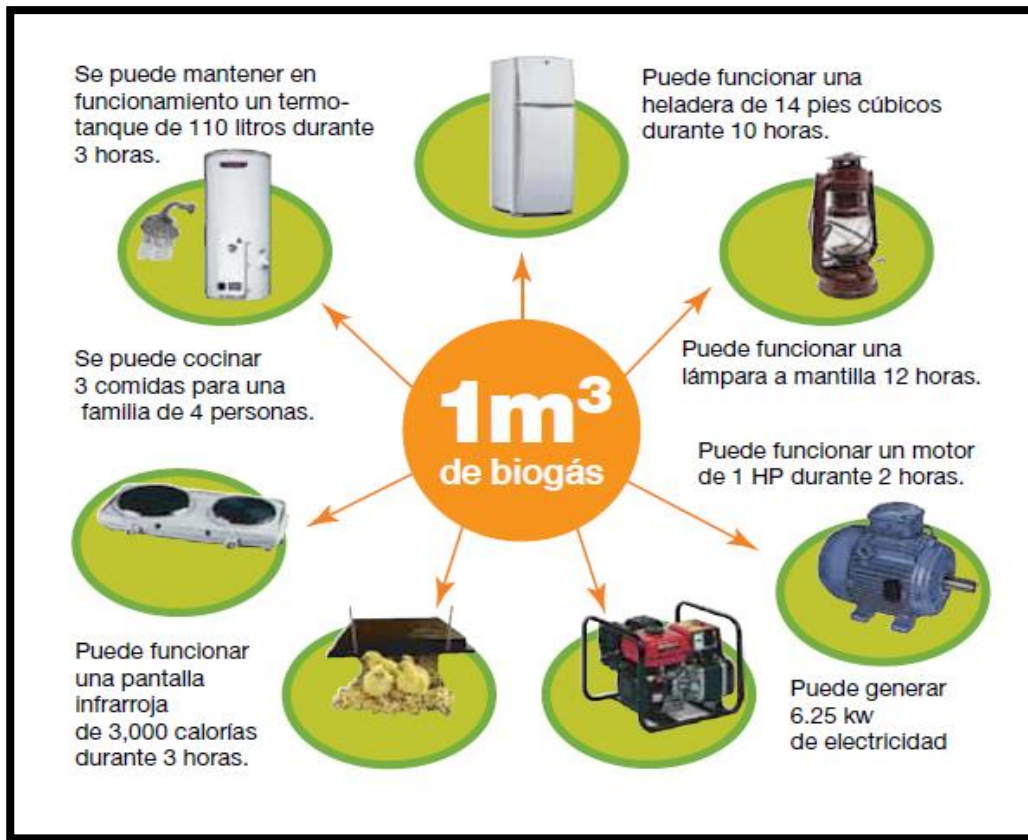 Se puede mantener en
funcionamiento un termo-
tanque de 110 litros durante
3 horas.
Puede funcionar una
heladera de 14 pies cúbicos
durante 10 horas.
Se puede cocinar
3 comidas para una
familia de 4 personas.
1m³
de biogás
Puede funcionar una
lámpara a mantilla 12 horas.
Puede funcionar un motor
de 1 HP durante 2 horas.
Puede funcionar
una pantalla
infrarroja
de 3,000 calorías
durante 3 horas.
Puede generar
6.25 kw
de electricidad